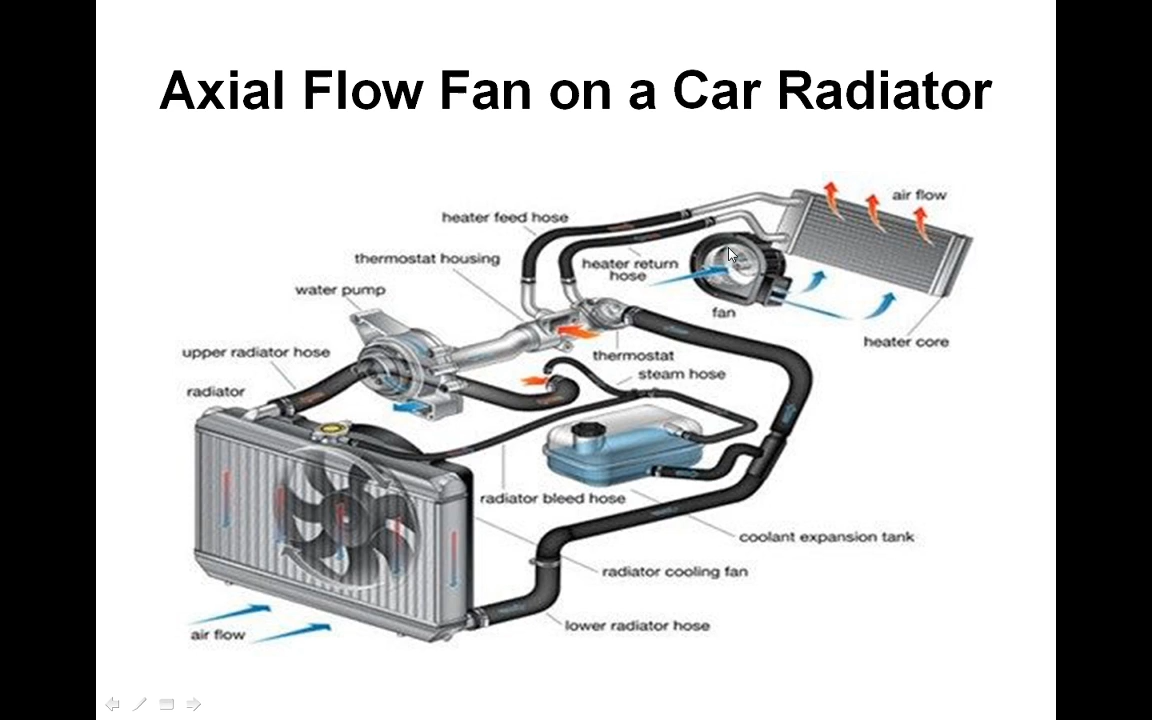 Axial Flow Fan on a Car Radiator
air flow
heater feed hose
thermostat housing
heater return
hose
water pump
fan
heater core
upper radiator hose
thermostat
steam hose
radiator
radiator bleed hose
coolant expansion tank
radiator cooling fan
lower radiator hose
air flow